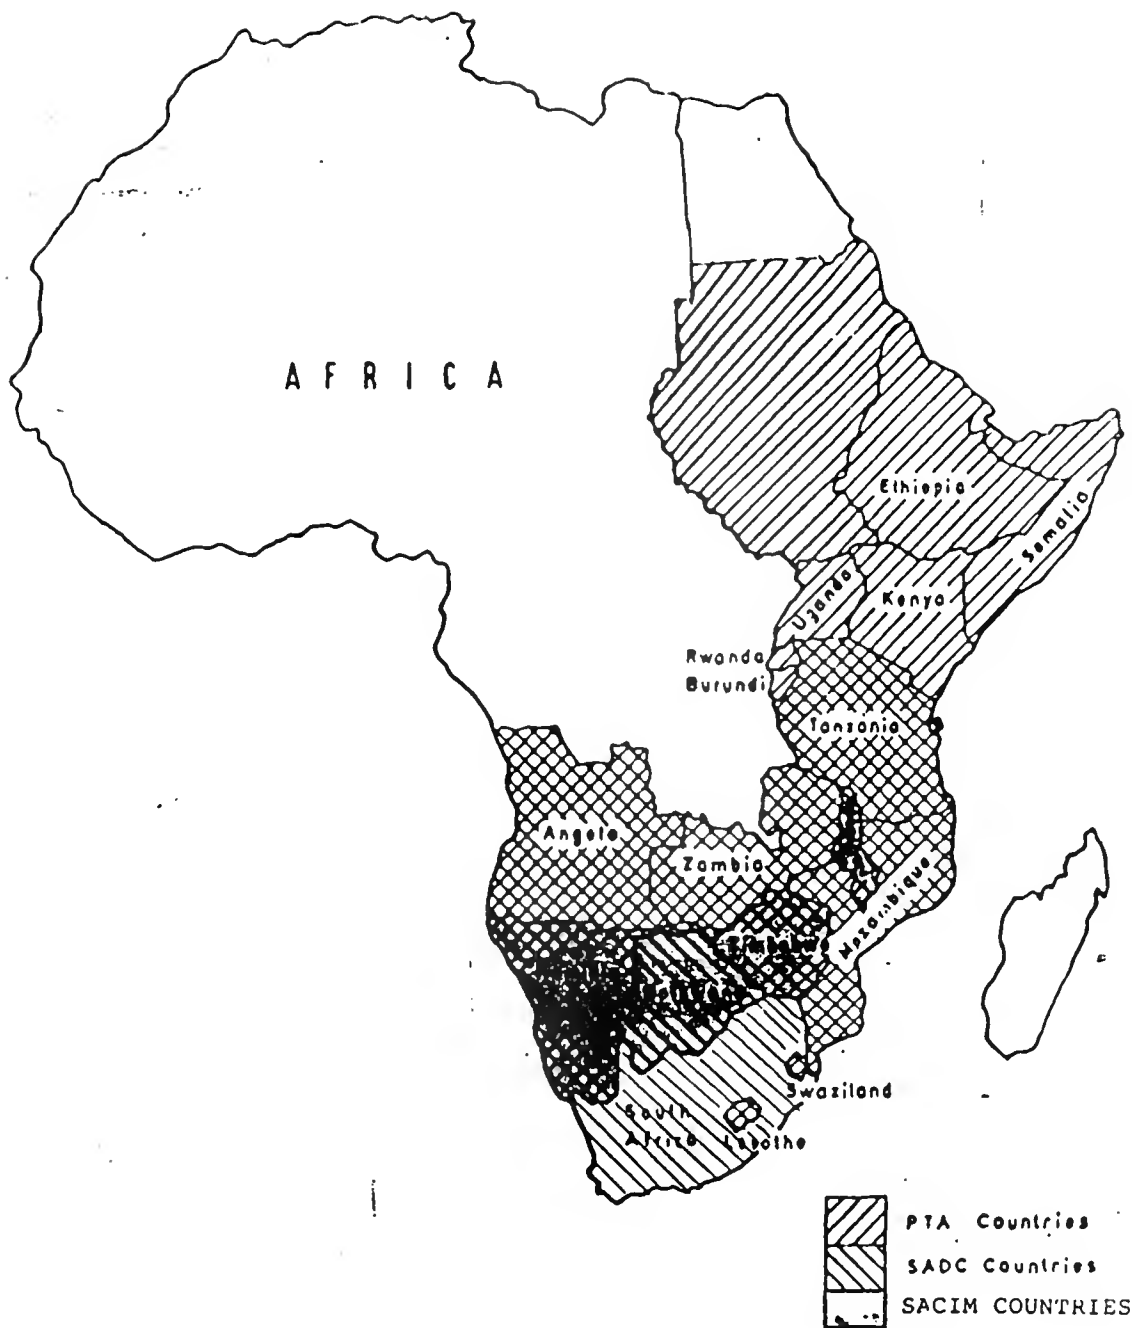 AFRICA
Ethiopia
Somalia
Uganda
Kenya
Rwanda
Burundi
Tanzania
Angola
Zambia
Mozambique
Zimbabwe
Swaziland
South
Africa
Lesotho
PTA Countries
SADC Countries
SACIM COUNTRIES